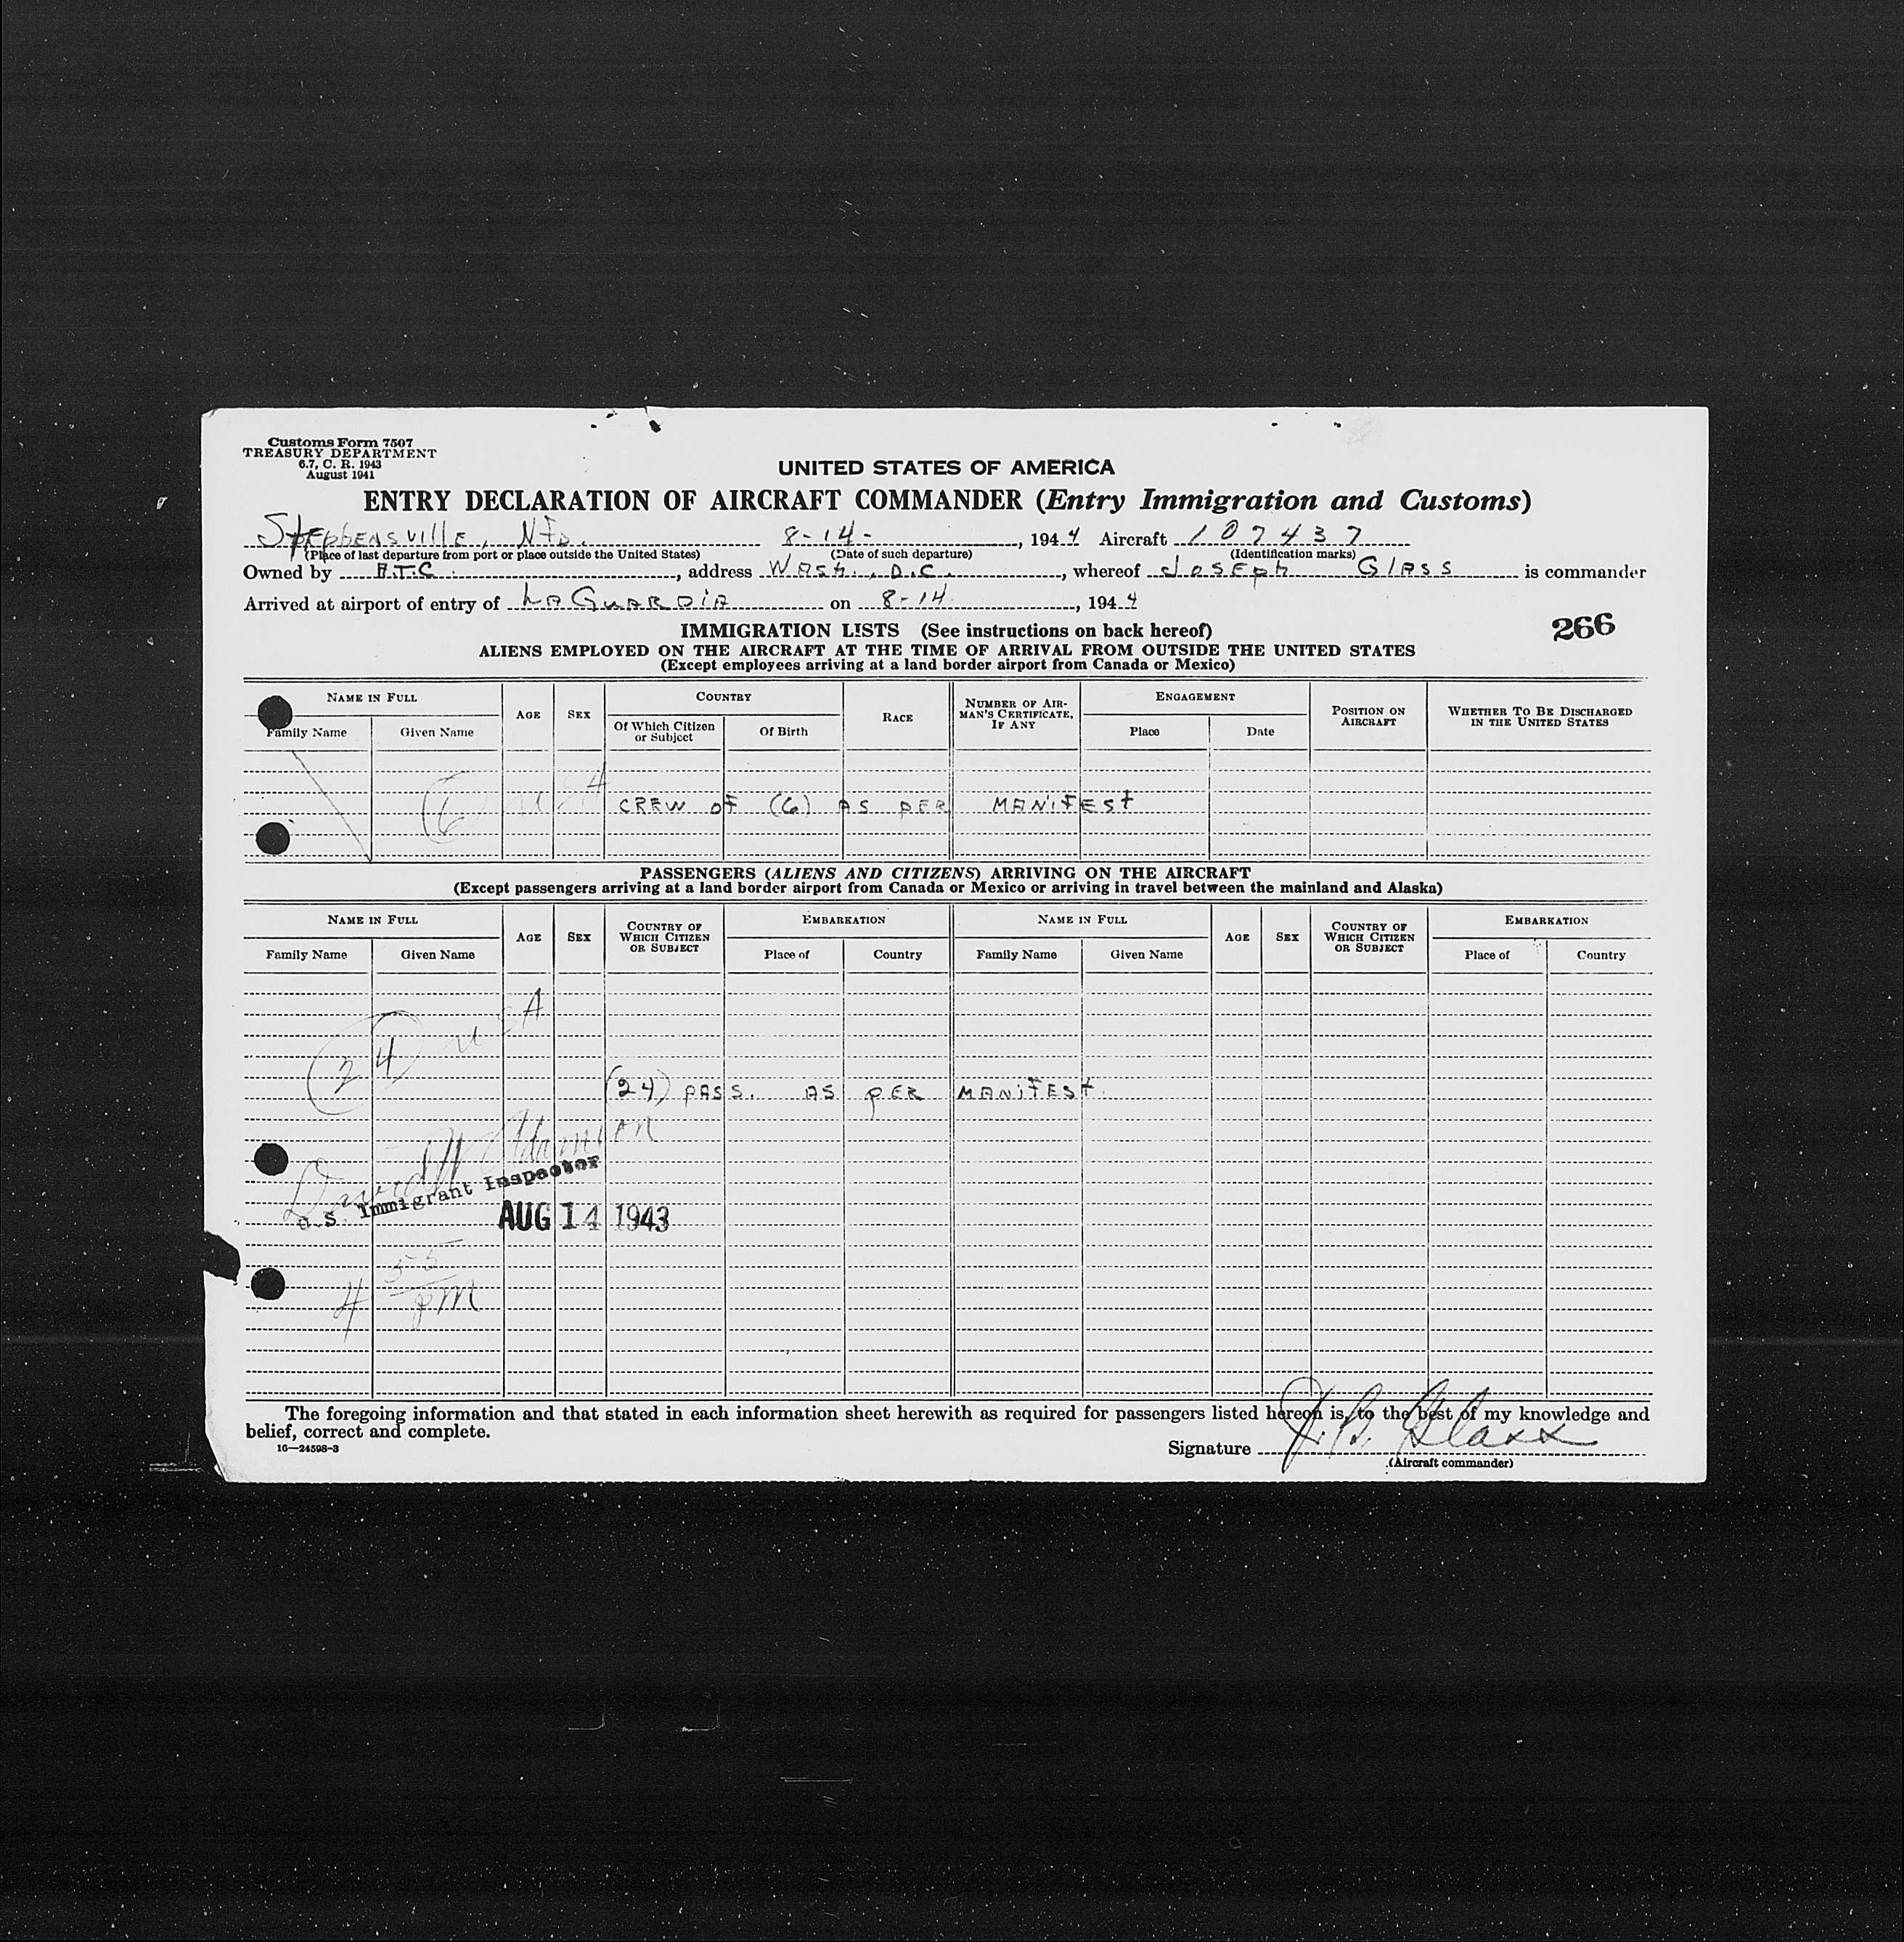 Customs Form 7507
TREASURY DEPARTMENT
6.7, C. R. 1943
August 1941
UNITED STATES OF AMERICA
ENTRY DECLARATION OF AIRCRAFT COMMANDER (Entry Immigration and Customs)
Stephensville, Nfd. 8-14- , 194 4 Aircraft 107437
(Place of last departure from port or place outside the United States) (Date of such departure) (Identification marks)
Owned by A.T.C. , address Wash., D.C. , whereof Joseph Glass is commander
Arrived at airport of entry of LaGuardia on 8-14 , 194 4
266
IMMIGRATION LISTS (See instructions on back hereof)
ALIENS EMPLOYED ON THE AIRCRAFT AT THE TIME OF ARRIVAL FROM OUTSIDE THE UNITED STATES
(Except employees arriving at a land border airport from Canada or Mexico)
NAME IN FULL AGE SEX COUNTRY RACE NUMBER OF AIRMAN'S CERTIFICATE, IF ANY ENGAGEMENT POSITION ON AIRCRAFT WHETHER TO BE DISCHARGED IN THE UNITED STATES
Family Name Given Name Of Which Citizen or Subject Of Birth Place Date
(6) USA
CREW OF (6) AS PER MANIFEST
PASSENGERS (ALIENS AND CITIZENS) ARRIVING ON THE AIRCRAFT
(Except passengers arriving at a land border airport from Canada or Mexico or arriving in travel between the mainland and Alaska)
NAME IN FULL AGE SEX COUNTRY OF WHICH CITIZEN OR SUBJECT EMBARKATION NAME IN FULL AGE SEX COUNTRY OF WHICH CITIZEN OR SUBJECT EMBARKATION
Family Name Given Name Place of Country Family Name Given Name Place of Country
24 USA
(24) PASS. AS PER MANIFEST.
David W
U.S. Immigrant Inspector
AUG 14 1943
4 55 pm
The foregoing information and that stated in each information sheet herewith as required for passengers listed hereon is, to the best of my knowledge and
belief, correct and complete.
16—24598-3
Signature J. B. Glass
(Aircraft commander)